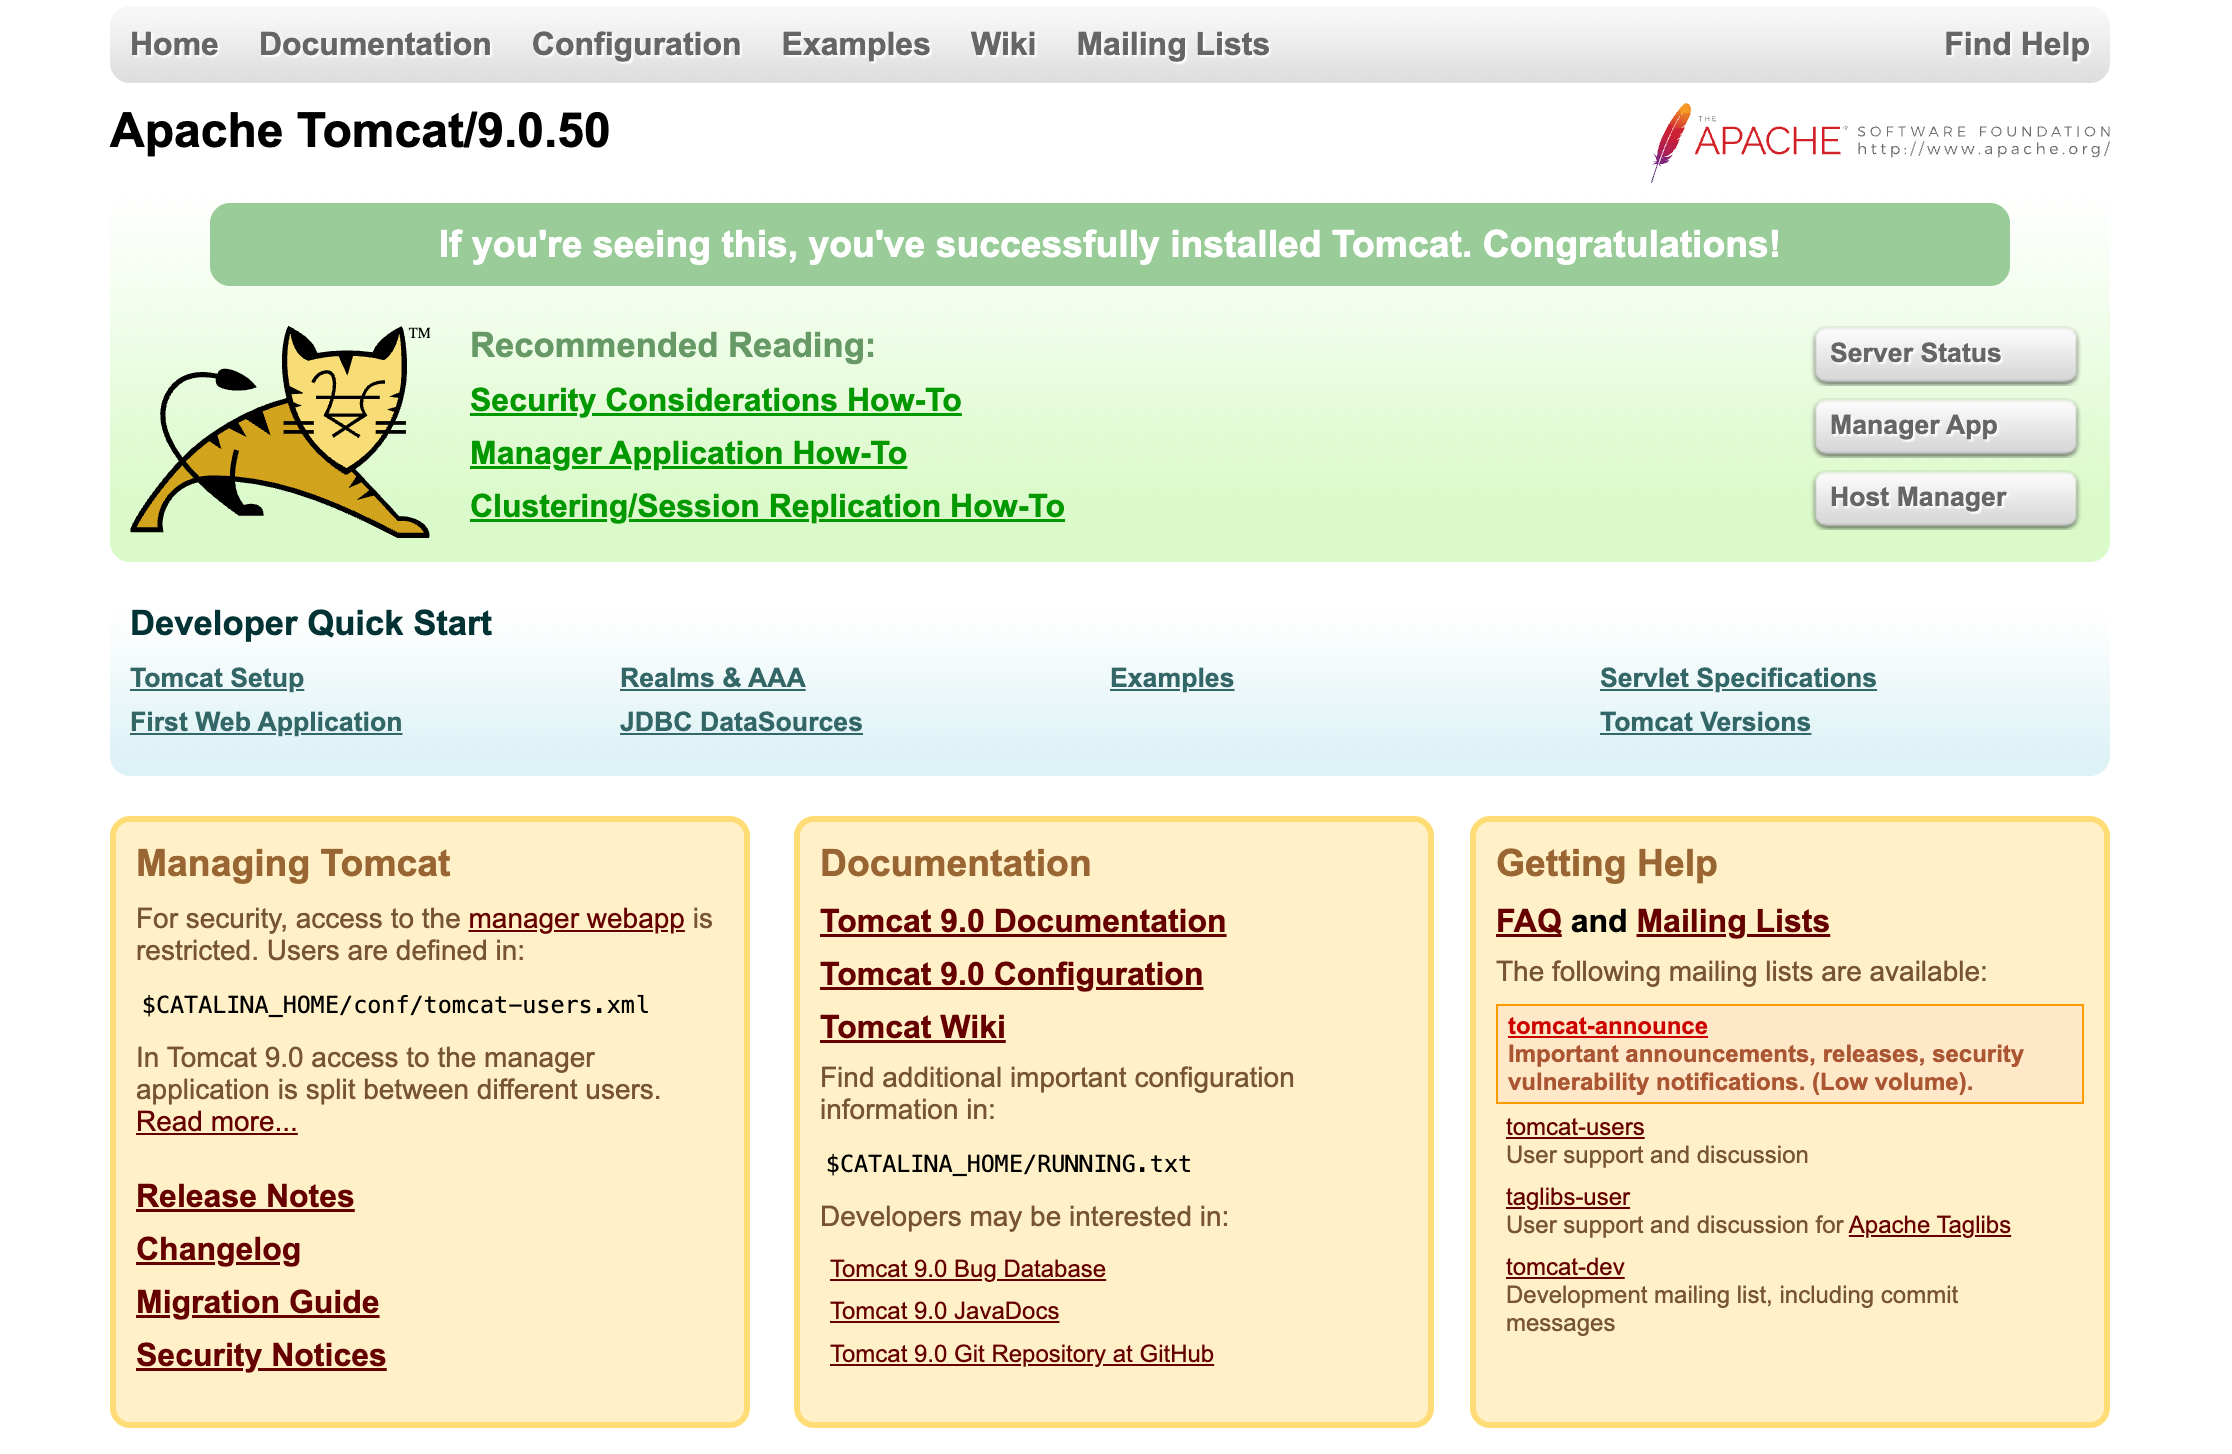 Home Documentation Configuration Examples Wiki Mailing Lists Find Help
Apache Tomcat/9.0.50
THE APACHE® SOFTWARE FOUNDATION
http://www.apache.org/
If you're seeing this, you've successfully installed Tomcat. Congratulations!
TM
Recommended Reading:
Security Considerations How-To
Manager Application How-To
Clustering/Session Replication How-To
Server Status
Manager App
Host Manager
Developer Quick Start
Tomcat Setup
First Web Application
Realms & AAA
JDBC DataSources
Examples
Servlet Specifications
Tomcat Versions
Managing Tomcat
For security, access to the manager webapp is
restricted. Users are defined in:
$CATALINA_HOME/conf/tomcat-users.xml
In Tomcat 9.0 access to the manager
application is split between different users.
Read more...
Release Notes
Changelog
Migration Guide
Security Notices
Documentation
Tomcat 9.0 Documentation
Tomcat 9.0 Configuration
Tomcat Wiki
Find additional important configuration
information in:
$CATALINA_HOME/RUNNING.txt
Developers may be interested in:
Tomcat 9.0 Bug Database
Tomcat 9.0 JavaDocs
Tomcat 9.0 Git Repository at GitHub
Getting Help
FAQ and Mailing Lists
The following mailing lists are available:
tomcat-announce
Important announcements, releases, security
vulnerability notifications. (Low volume).
tomcat-users
User support and discussion
taglibs-user
User support and discussion for Apache Taglibs
tomcat-dev
Development mailing list, including commit
messages